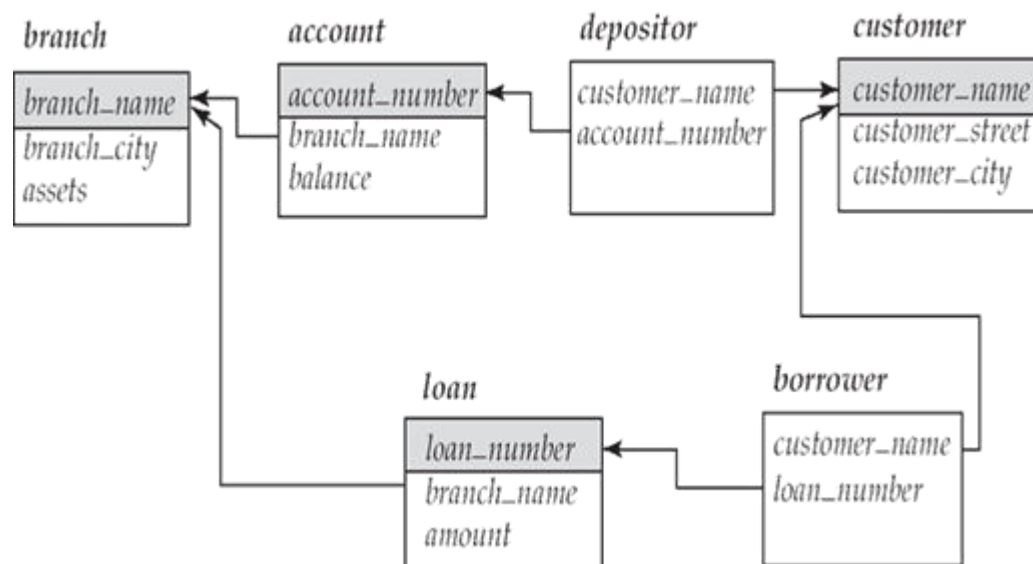 branch
branch_name
branch_city
assets
account
account_number
branch_name
balance
depositor
customer_name
account_number
customer
customer_name
customer_street
customer_city
loan
loan_number
branch_name
amount
borrower
customer_name
loan_number